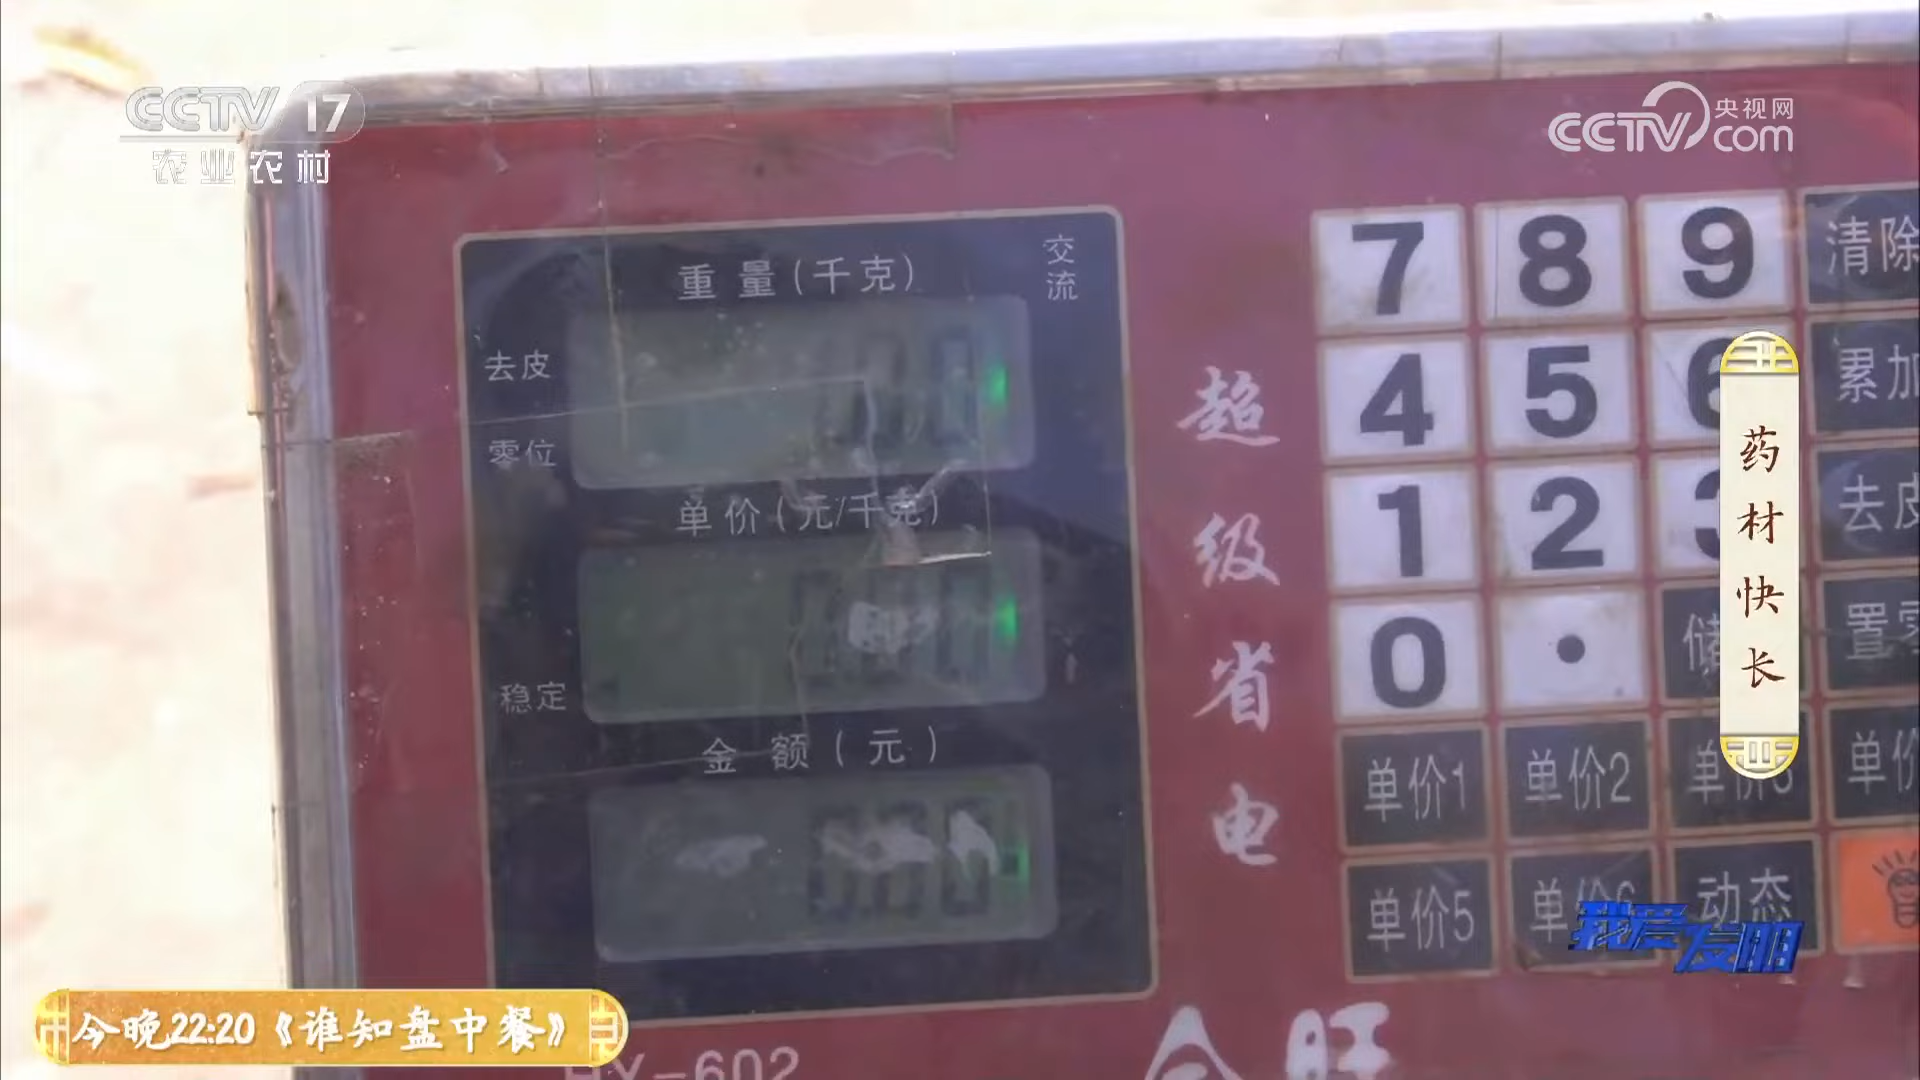 CCTV 17
农业农村
CCTV 央视网
com
重量(千克)
交流
去皮
零位
单价(元/千克)
稳定
金额(元)
超级省电
7 8 9 清除
4 5 累加
1 2 去皮
0 .
单价1 单价2
单价5 动态
药材快长
我爱发明
今晚22:20《谁知盘中餐》
-602